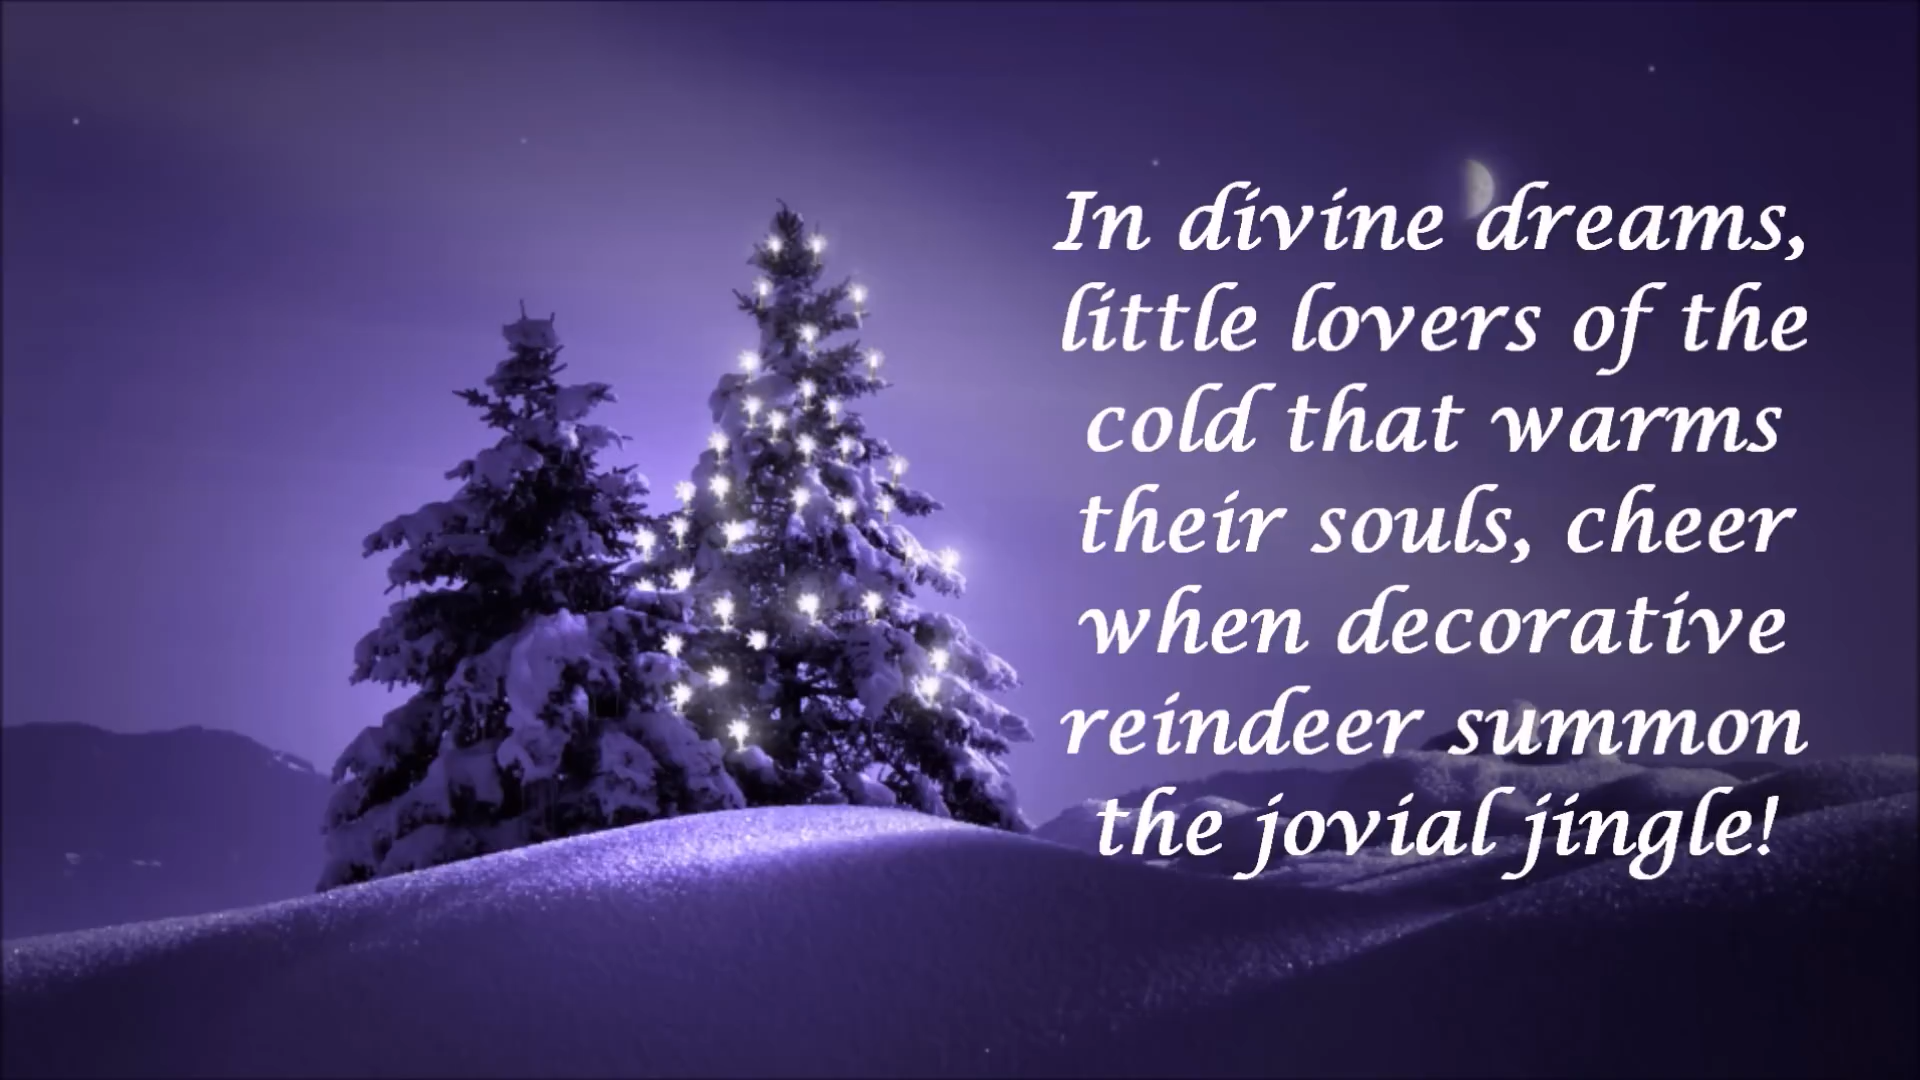 In divine dreams,
little lovers of the
cold that warms
their souls, cheer
when decorative
reindeer summon
the jovial jingle!